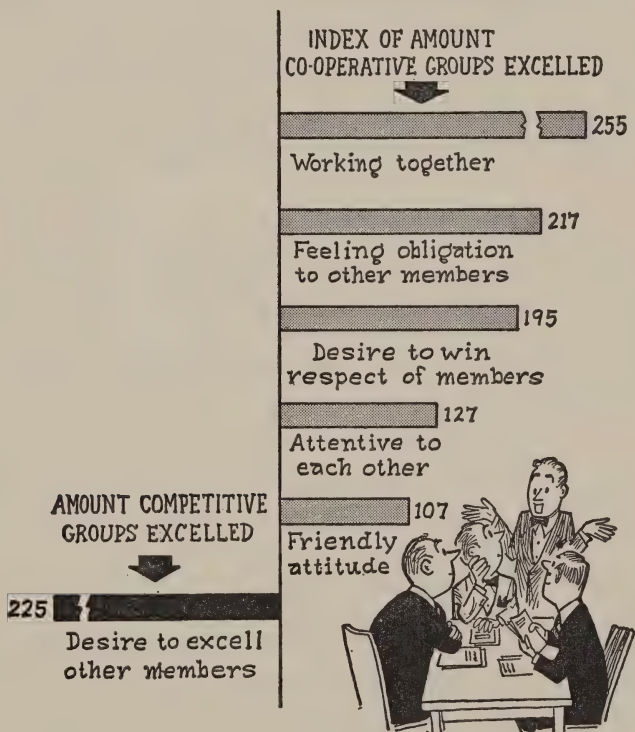 INDEX OF AMOUNT
CO-OPERATIVE GROUPS EXCELLED
255
Working together
217
Feeling obligation
to other members
195
Desire to win
respect of members
127
Attentive to
each other
107
Friendly
attitude
AMOUNT COMPETITIVE
GROUPS EXCELLED
225
Desire to excell
other members